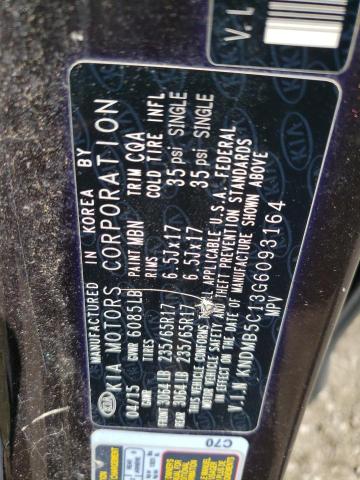 MANUFACTURED IN KOREA BY
KIA MOTORS CORPORATION
04/15 GVWR 6085LB PAINT MBN TRIM CQA
TIRES RIMS COLD TIRE INFL
FRONT 3064LB 235/65R17 6.5Jx17 35 psi SINGLE
REAR 3064LB 235/65R17 6.5Jx17 35 psi SINGLE
THIS VEHICLE CONFORMS TO ALL APPLICABLE U.S.A. FEDERAL
MOTOR VEHICLE SAFETY AND THEFT PREVENTION STANDARDS
IN EFFECT ON THE DATE OF MANUFACTURE SHOWN ABOVE
V.I.N KNDMB5C13G6093164
MPV
KIA
V.I.
C70